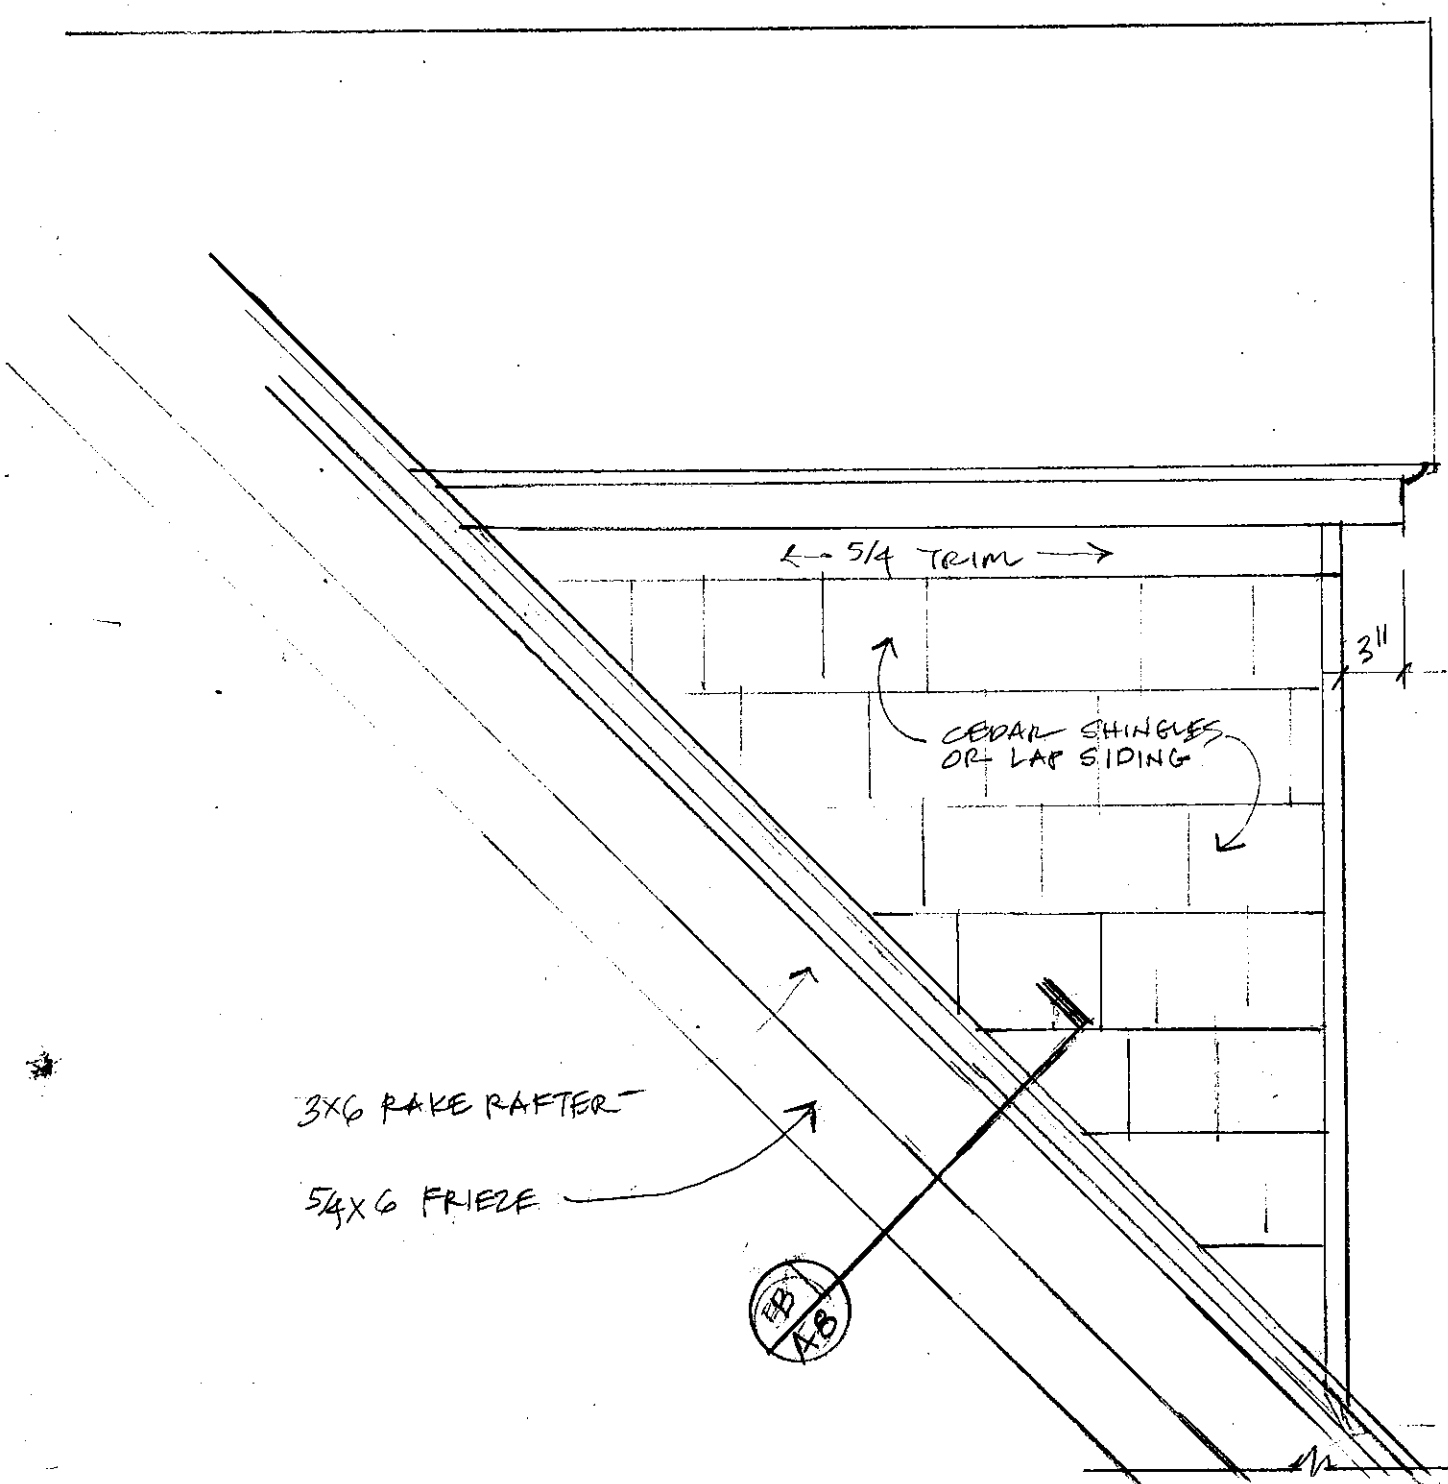 5/4 TRIM
3"
CEDAR SHINGLES
OR LAP SIDING
3X6 RAKE RAFTER
5/4X6 FRIEZE
B
A8